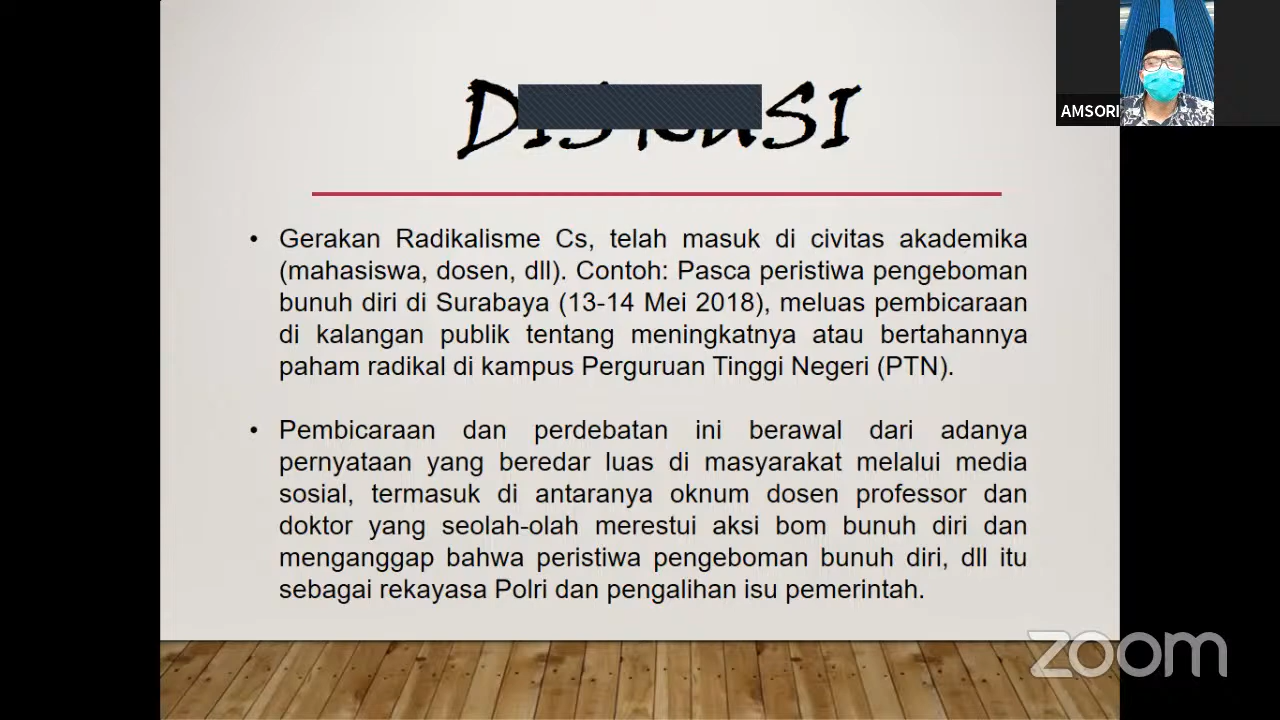 AMSORI
Gerakan Radikalisme Cs, telah masuk di civitas akademika
(mahasiswa, dosen, dll). Contoh: Pasca peristiwa pengeboman
bunuh diri di Surabaya (13-14 Mei 2018), meluas pembicaraan
di kalangan publik tentang meningkatnya atau bertahannya
paham radikal di kampus Perguruan Tinggi Negeri (PTN).
Pembicaraan dan perdebatan ini berawal dari adanya
pernyataan yang beredar luas di masyarakat melalui media
sosial, termasuk di antaranya oknum dosen professor dan
doktor yang seolah-olah merestui aksi bom bunuh diri dan
menganggap bahwa peristiwa pengeboman bunuh diri, dll itu
sebagai rekayasa Polri dan pengalihan isu pemerintah.
zoom